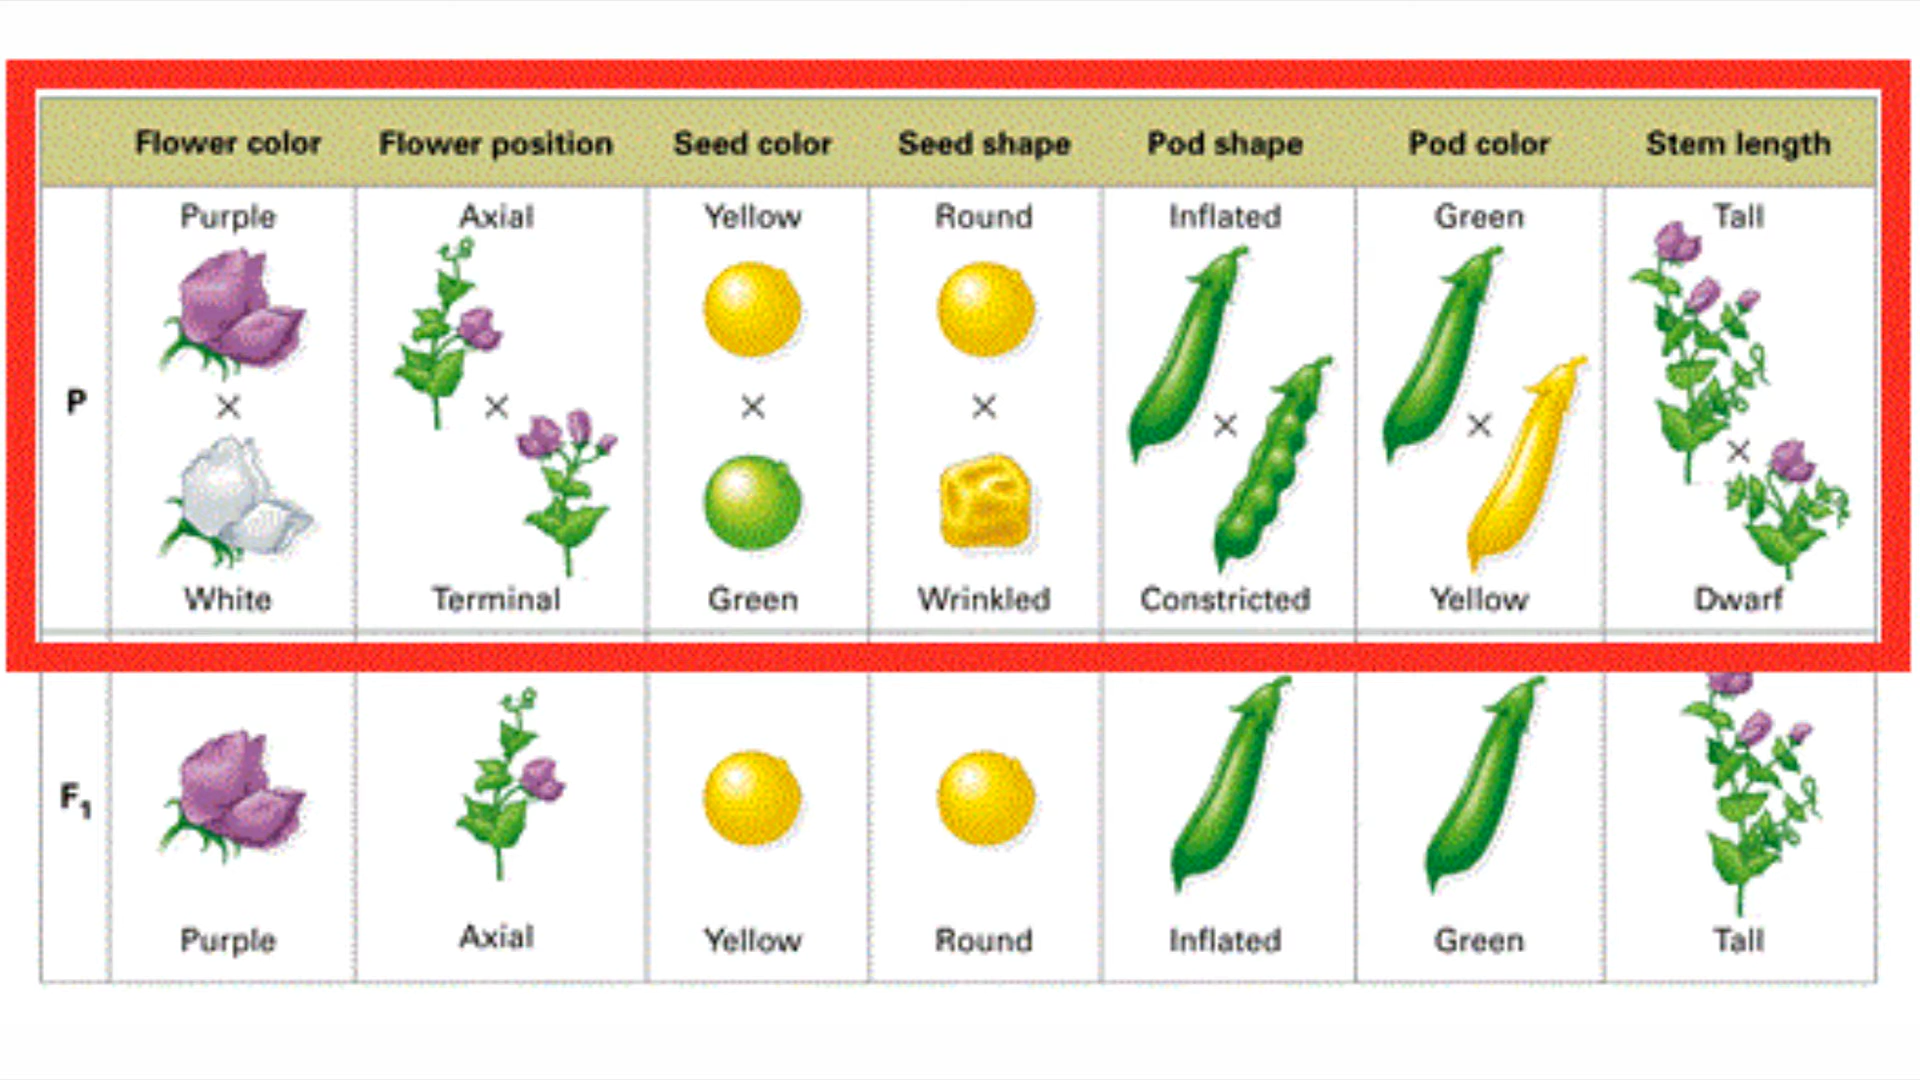 Flower color Flower position Seed color Seed shape Pod shape Pod color Stem length
Purple Axial Yellow Round Inflated Green Tall
P × × × × × × ×
White Terminal Green Wrinkled Constricted Yellow Dwarf
F₁
Purple Axial Yellow Round Inflated Green Tall